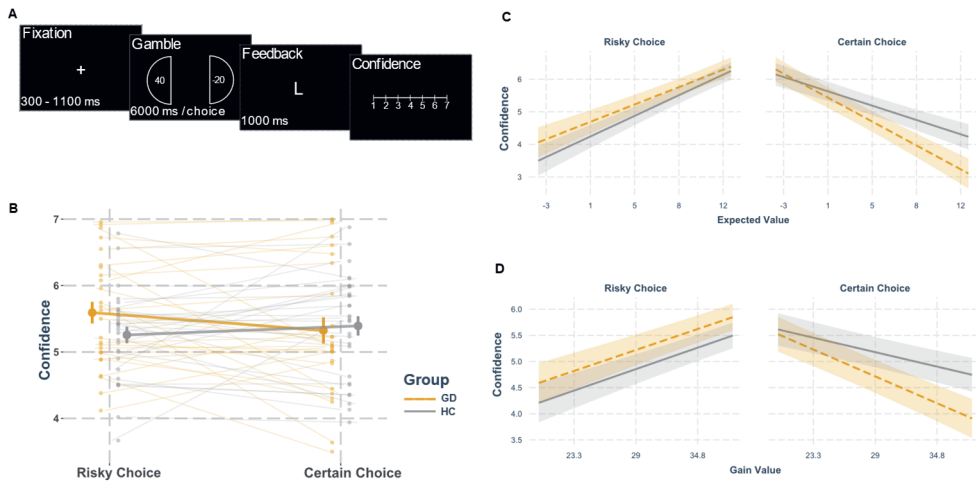 A
Fixation
+
300 - 1100 ms
Gamble
40
-20
6000 ms /choice
Feedback
L
1000 ms
Confidence
1 2 3 4 5 6 7
B
7
6
5
4
Confidence
Risky Choice
Certain Choice
Group
GD
HC
C
Risky Choice
Certain Choice
6
5
4
3
Confidence
-3 1 5 8 12
-3 1 5 8 12
Expected Value
D
Risky Choice
Certain Choice
6.0
5.5
5.0
4.5
4.0
3.5
Confidence
23.3 29 34.8
23.3 29 34.8
Gain Value